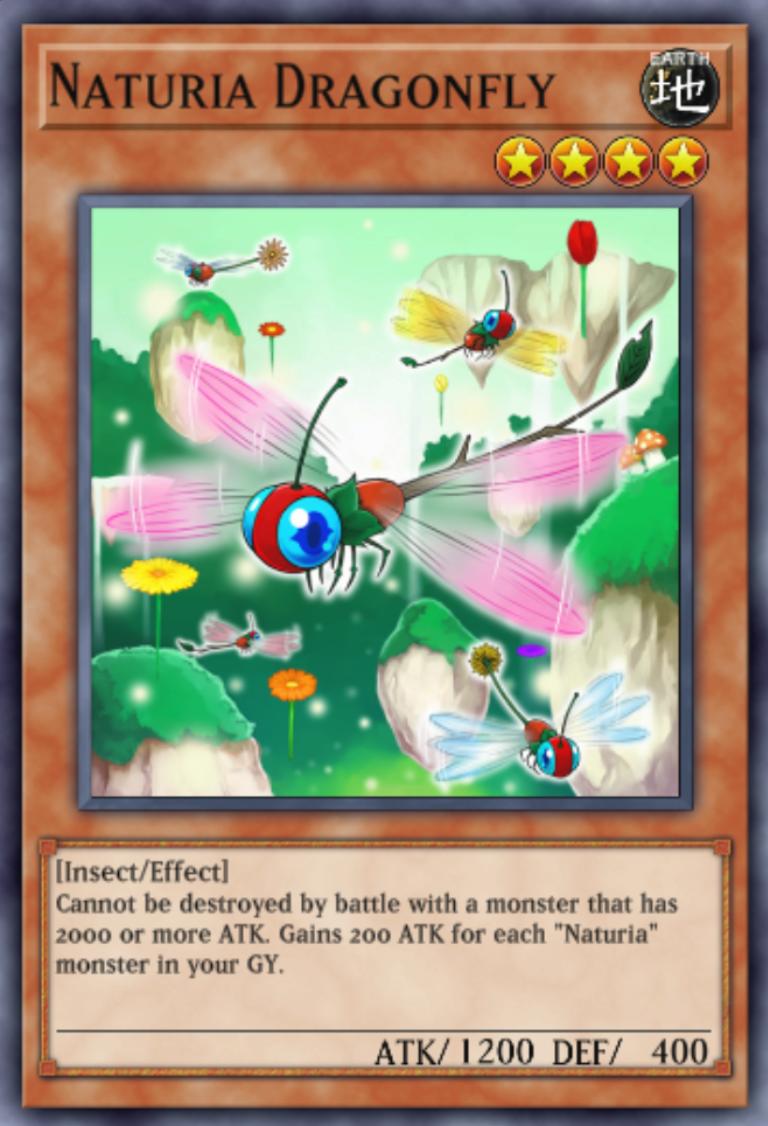 NATURIA DRAGONFLY
EARTH
地
[Insect/Effect]
Cannot be destroyed by battle with a monster that has
2000 or more ATK. Gains 200 ATK for each "Naturia"
monster in your GY.
ATK/ 1200 DEF/ 400